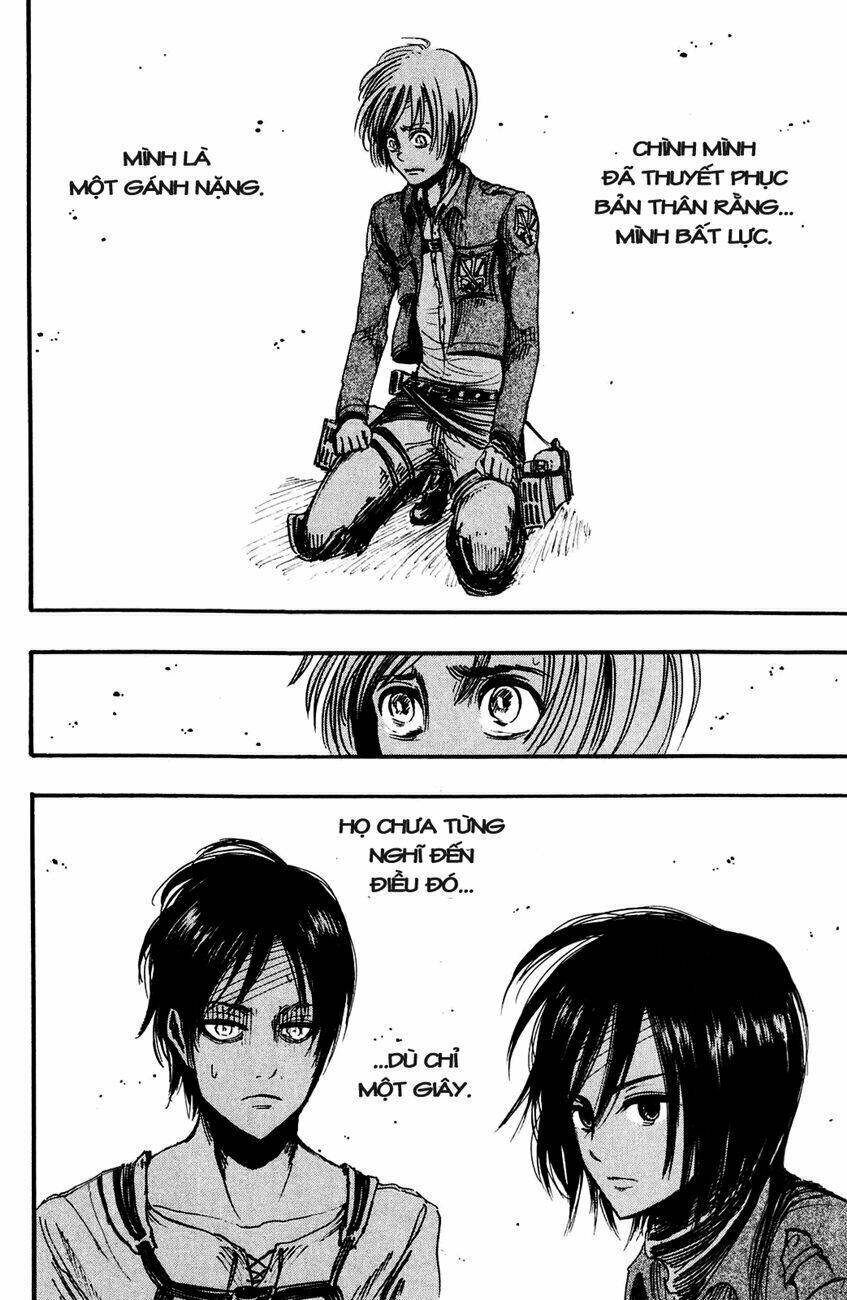 CHÌNH MÌNH
ĐÃ THUYẾT PHỤC
BẢN THÂN RẰNG...
MÌNH BẤT LỰC.
MÌNH LÀ
MỘT GÁNH NẶNG.
HỌ CHƯA TỪNG
NGHĨ ĐẾN
ĐIỀU ĐÓ...
...DÙ CHỈ
MỘT GIÂY.